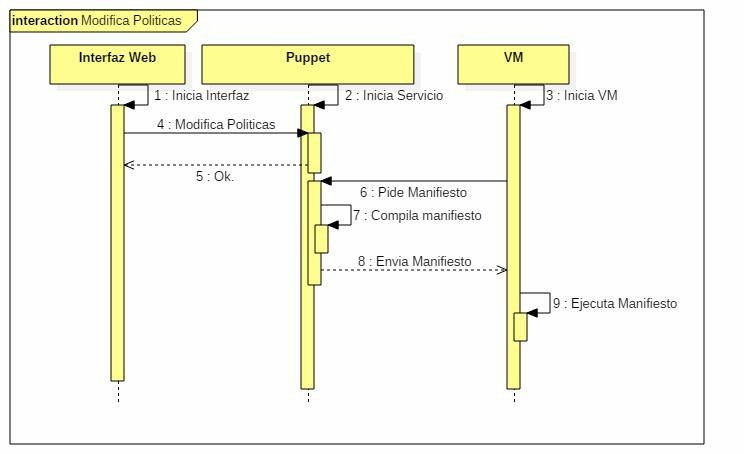 interaction Modifica Politicas
Interfaz Web
Puppet
VM
1 : Inicia Interfaz
2 : Inicia Servicio
3 : Inicia VM
4 : Modifica Politicas
5 : Ok.
6 : Pide Manifiesto
7 : Compila manifiesto
8 : Envia Manifiesto
9 : Ejecuta Manifiesto